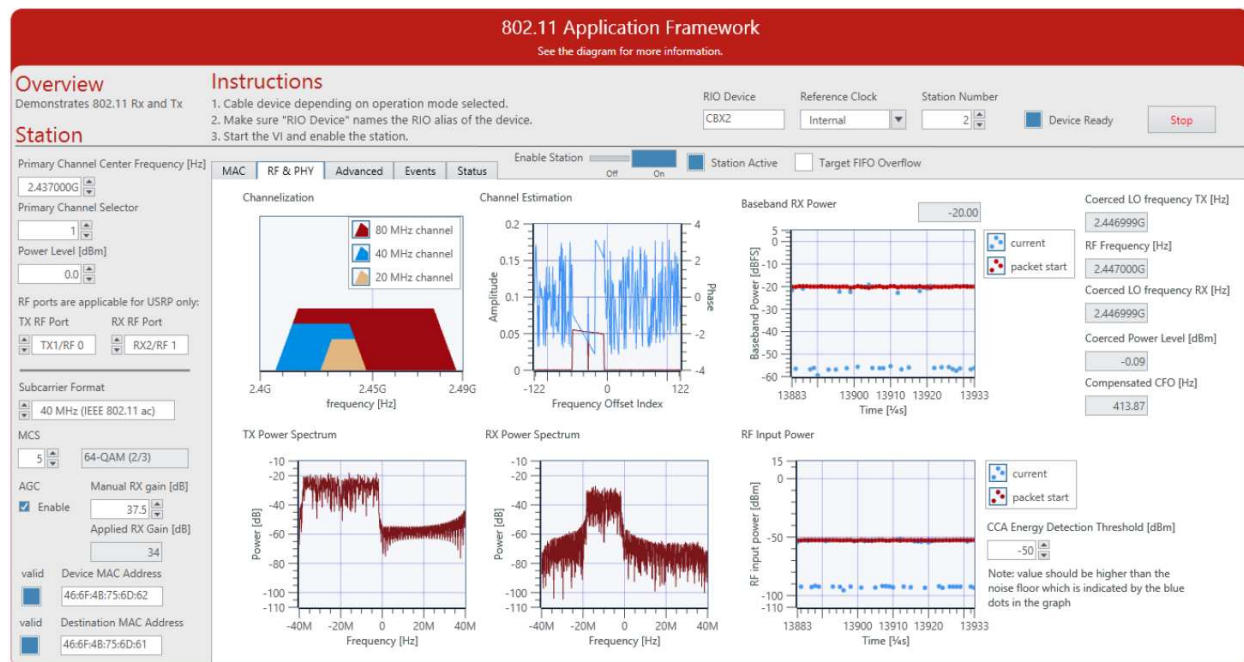 802.11 Application Framework
See the diagram for more information.
Overview
Demonstrates 802.11 Rx and Tx
Instructions
1. Cable device depending on operation mode selected.
2. Make sure "RIO Device" names the RIO alias of the device.
3. Start the VI and enable the station.
RIO Device
CBX2
Reference Clock
Internal
Station Number
2
Device Ready
Stop
Station
Primary Channel Center Frequency [Hz]
2.437000G
Primary Channel Selector
1
Power Level [dBm]
0.0
RF ports are applicable for USRP only:
TX RF Port RX RF Port
TX1/RF 0 RX2/RF 1
Subcarrier Format
40 MHz (IEEE 802.11 ac)
MCS
5 64-QAM (2/3)
AGC Manual RX gain [dB]
Enable 37.5
Applied RX Gain [dB]
34
valid Device MAC Address
46:6F:4B:75:6D:62
valid Destination MAC Address
46:6F:4B:75:6D:61
MAC RF & PHY Advanced Events Status
Enable Station
Off On
Station Active
Target FIFO Overflow
Channelization
80 MHz channel
40 MHz channel
20 MHz channel
2.4G 2.45G 2.49G
frequency [Hz]
Channel Estimation
Amplitude
0.2
0.15
0.1
0.05
0
Phase
4
2
0
-2
-4
-122 0 122
Frequency Offset Index
Baseband RX Power
-20.00
current
packet start
Baseband Power [dBFS]
5
0
-10
-20
-30
-40
-50
-60
13883 13900 13910 13920 13933
Time [¼s]
Coerced LO frequency TX [Hz]
2.446999G
RF Frequency [Hz]
2.447000G
Coerced LO frequency RX [Hz]
2.446999G
Coerced Power Level [dBm]
-0.09
Compensated CFO [Hz]
413.87
TX Power Spectrum
Power [dB]
-10
-20
-40
-60
-80
-110
-40M -20M 0 20M 40M
Frequency [Hz]
RX Power Spectrum
Power [dB]
-10
-20
-40
-60
-80
-110
-40M -20M 0 20M 40M
Frequency [Hz]
RF Input Power
RF input power [dBm]
15
0
-50
-100
-110
13883 13900 13910 13920 13933
Time [¼s]
current
packet start
CCA Energy Detection Threshold [dBm]
-50
Note: value should be higher than the
noise floor which is indicated by the blue
dots in the graph